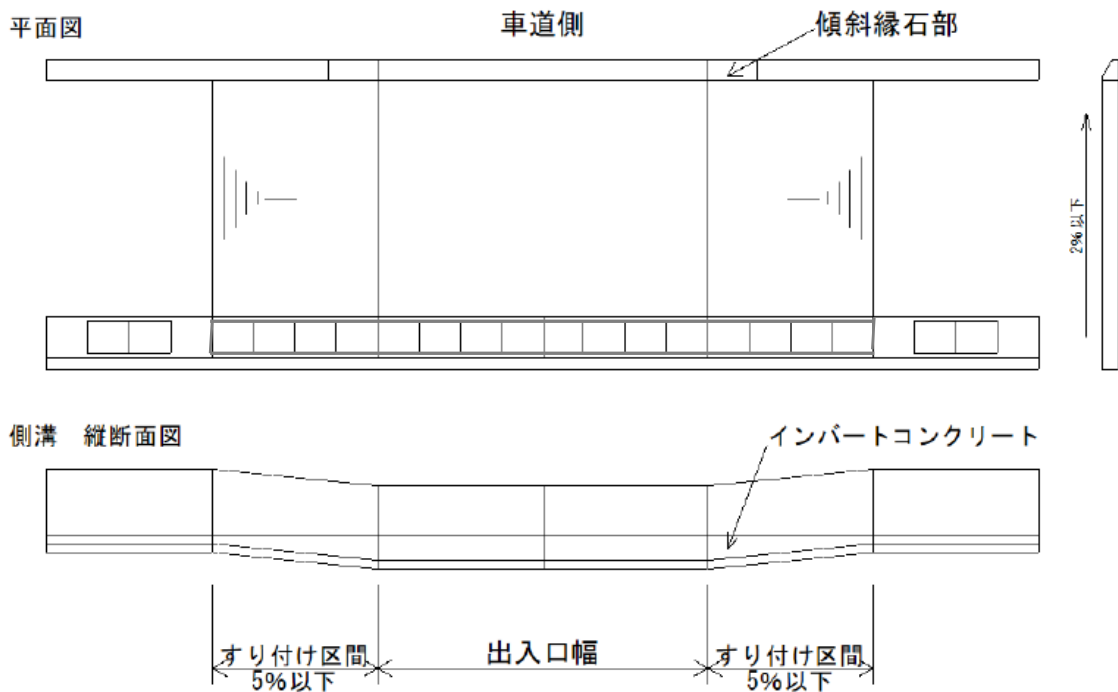 平面図
車道側
傾斜縁石部
2%以下
側溝　縦断面図
インバートコンクリート
すり付け区間
5%以下
出入口幅
すり付け区間
5%以下